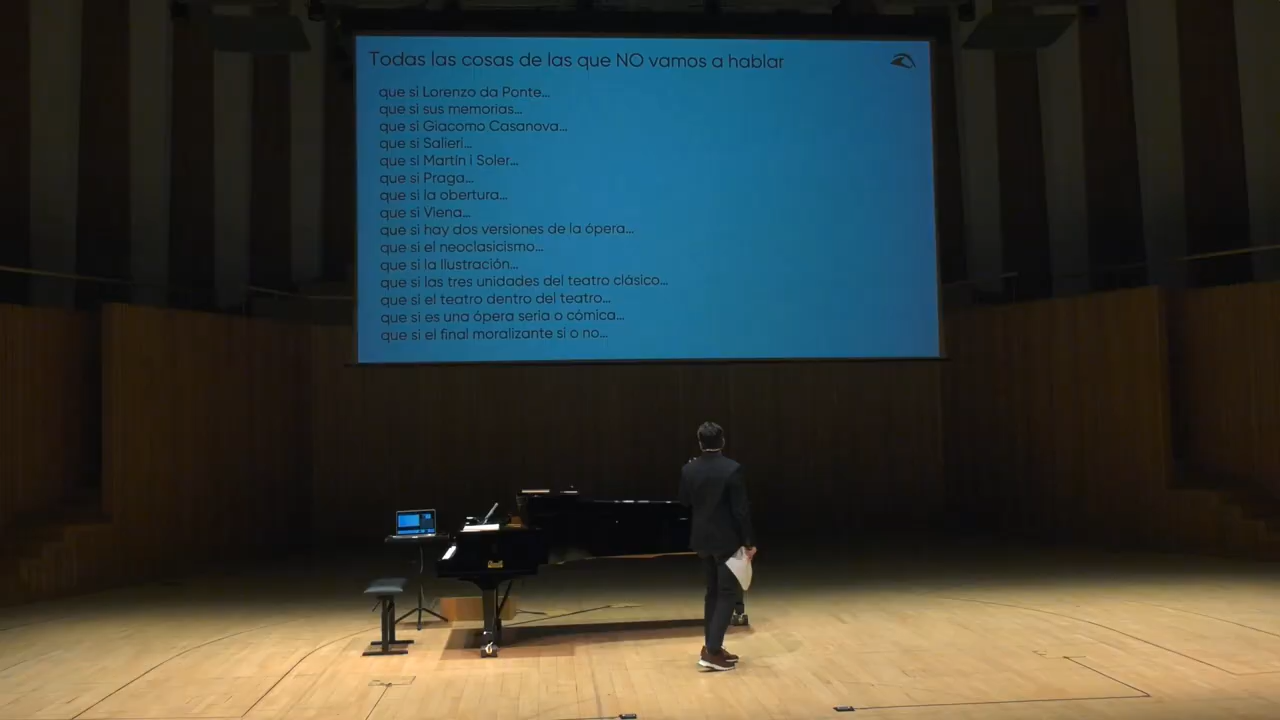 Todas las cosas de las que NO vamos a hablar
que si Lorenzo da Ponte...
que si sus memorias...
que si Giacomo Casanova...
que si Salieri...
que si Martín i Soler...
que si Praga...
que si la obertura...
que si Viena...
que si hay dos versiones de la ópera...
que si el neoclasicismo...
que si la Ilustración...
que si las tres unidades del teatro clásico...
que si el teatro dentro del teatro...
que si es una ópera seria o cómica...
que si el final moralizante si o no...